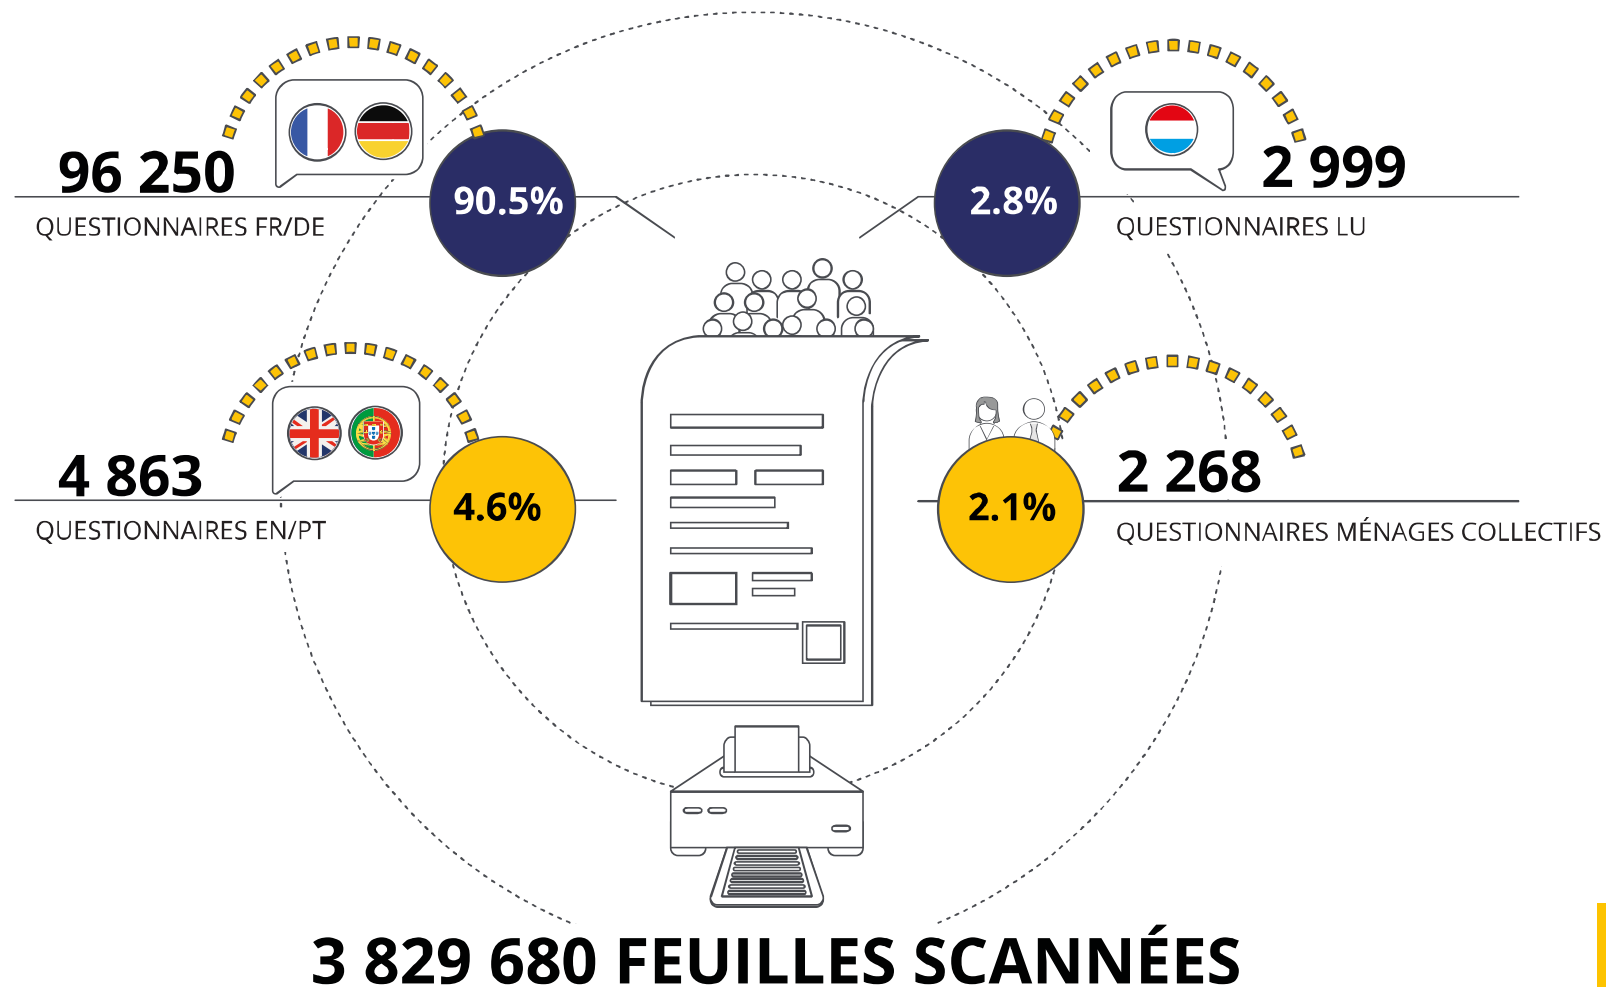 96 250
90.5%
QUESTIONNAIRES FR/DE
2 999
2.8%
QUESTIONNAIRES LU
4 863
4.6%
QUESTIONNAIRES EN/PT
2 268
2.1%
QUESTIONNAIRES MÉNAGES COLLECTIFS
3 829 680 FEUILLES SCANNÉES